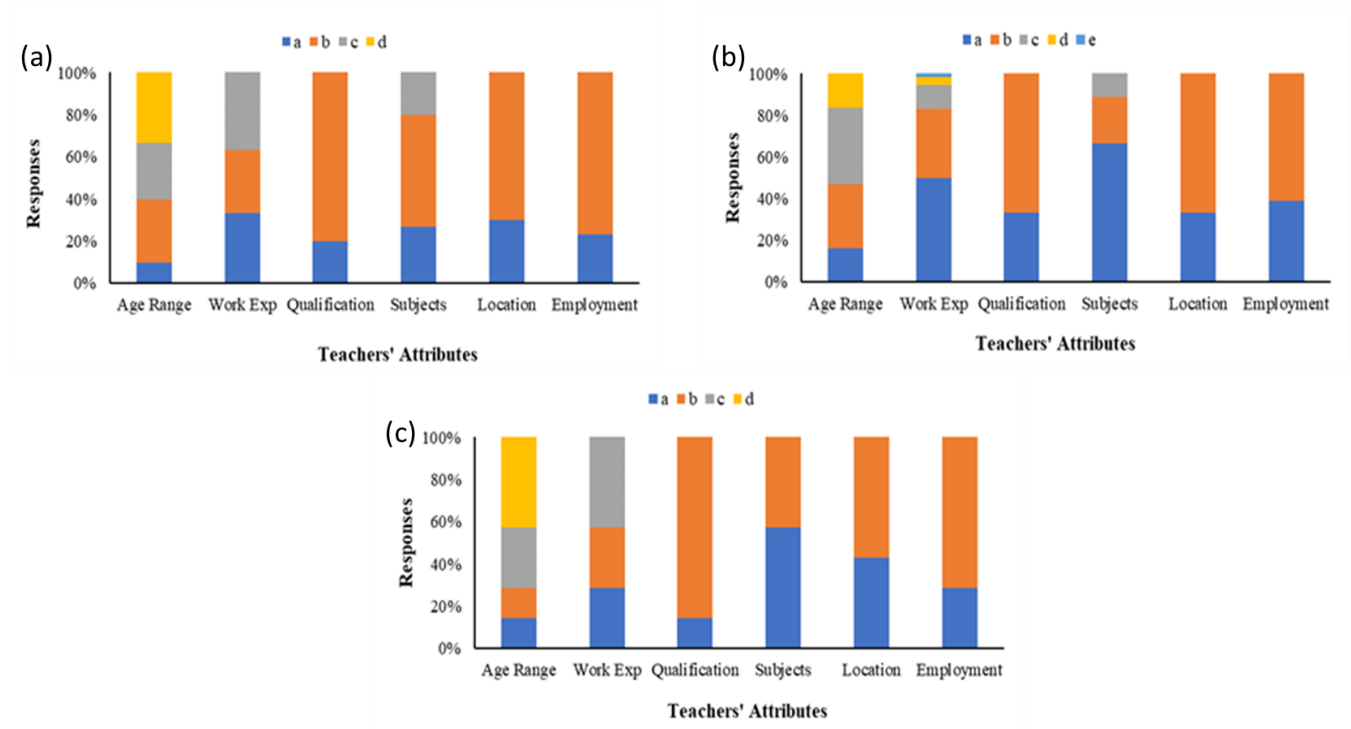 (a)
a b c d
100%
80%
60%
40%
20%
0%
Responses
Age Range Work Exp Qualification Subjects Location Employment
Teachers' Attributes
(b)
a b c d e
100%
80%
60%
40%
20%
0%
Responses
Age Range Work Exp Qualification Subjects Location Employment
Teachers' Attributes
(c)
a b c d
100%
80%
60%
40%
20%
0%
Responses
Age Range Work Exp Qualification Subjects Location Employment
Teachers' Attributes